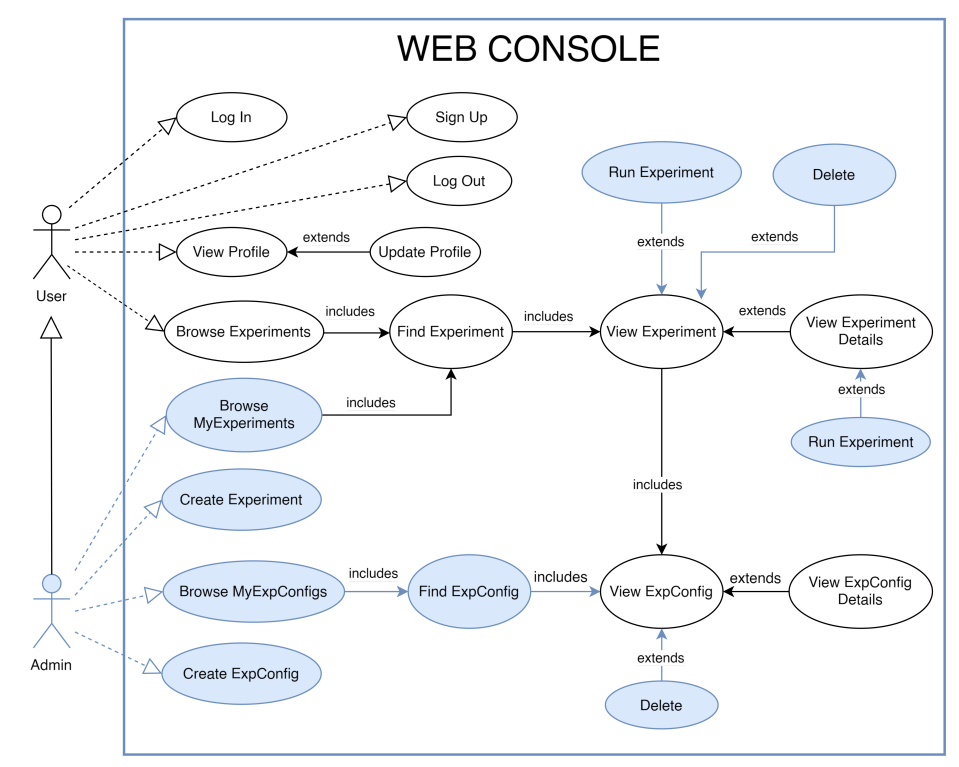 WEB CONSOLE
Log In
Sign Up
Run Experiment
Delete
Log Out
extends
extends
extends
View Profile
Update Profile
User
includes
includes
extends
Browse Experiments
Find Experiment
View Experiment
View Experiment
Details
extends
Browse
MyExperiments
includes
Run Experiment
includes
Create Experiment
includes
includes
extends
Browse MyExpConfigs
Find ExpConfig
View ExpConfig
View ExpConfig
Details
Admin
extends
Create ExpConfig
Delete